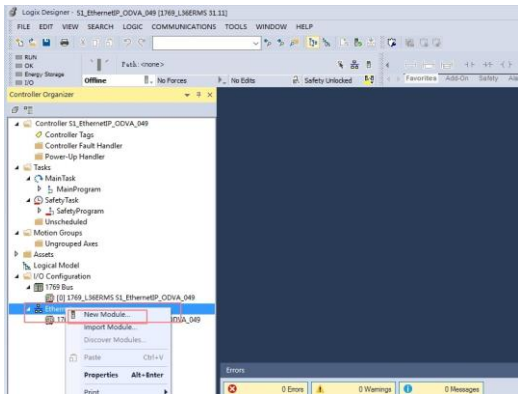 Logix Designer - S1_EthernetIP_ODVA_049 [1769_L36ERMS 31.11]
FILE EDIT VIEW SEARCH LOGIC COMMUNICATIONS TOOLS WINDOW HELP
RUN
OK
Energy Storage
I/O
Path: <none>
Offline
No Forces
No Edits
Safety Unlocked
Favorites Add-On Safety
Controller Organizer
Controller S1_EthernetIP_ODVA_049
Controller Tags
Controller Fault Handler
Power-Up Handler
Tasks
MainTask
MainProgram
SafetyTask
SafetyProgram
Unscheduled
Motion Groups
Ungrouped Axes
Assets
Logical Model
I/O Configuration
1769 Bus
[0] 1769_L36ERMS S1_EthernetIP_ODVA_049
New Module...
Import Module...
Discover Modules...
Paste Ctrl+V
Properties Alt+Enter
Print
Errors
0 Errors 0 Warnings 0 Messages